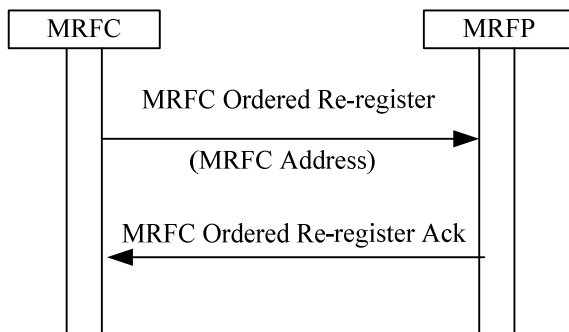 MRFC
MRFP
MRFC Ordered Re-register
(MRFC Address)
MRFC Ordered Re-register Ack